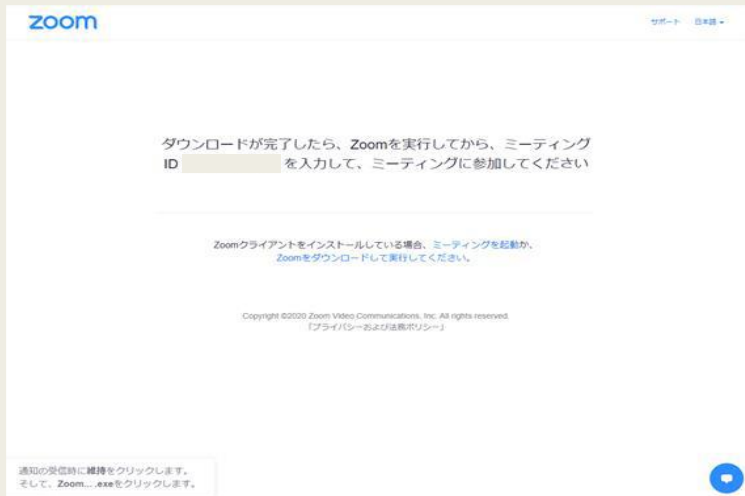 zoom
サポート 日本語
ダウンロードが完了したら、Zoomを実行してから、ミーティング
ID を入力して、ミーティングに参加してください
Zoomクライアントをインストールしている場合、ミーティングを起動か、
Zoomをダウンロードして実行してください。
Copyright ©2020 Zoom Video Communications, Inc. All rights reserved.
「プライバシーおよび法務ポリシー」
通知の受信時に維持をクリックします。
そして、Zoom... .exeをクリックします。